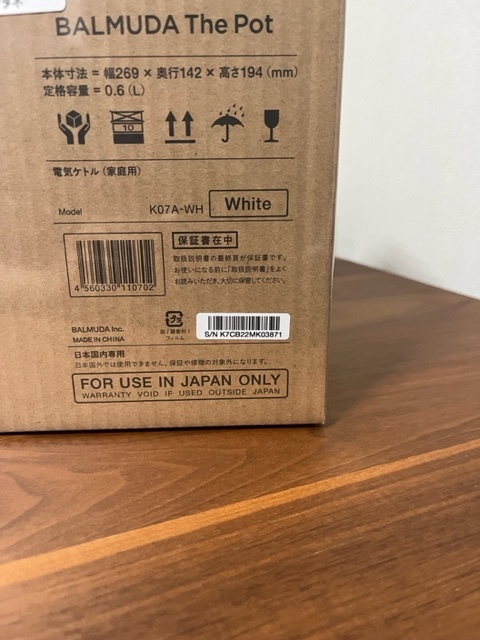 BALMUDA The Pot
本体寸法 = 幅269 × 奥行142 × 高さ194 (mm)
定格容量 = 0.6 (L)
10
電気ケトル (家庭用)
Model K07A-WH White
4 560330 110702
保証書在中
取扱説明書の最終頁が保証書です。
お使いになる前に「取扱説明書」をよく
お読みいただき、大切に保管してください。
BALMUDA Inc.
MADE IN CHINA
プラ
フィルム
S/N K7CB22MK03871
日本国内専用
日本国外では使用できません。保証や修理の対象外になります。
FOR USE IN JAPAN ONLY
WARRANTY VOID IF USED OUTSIDE JAPAN